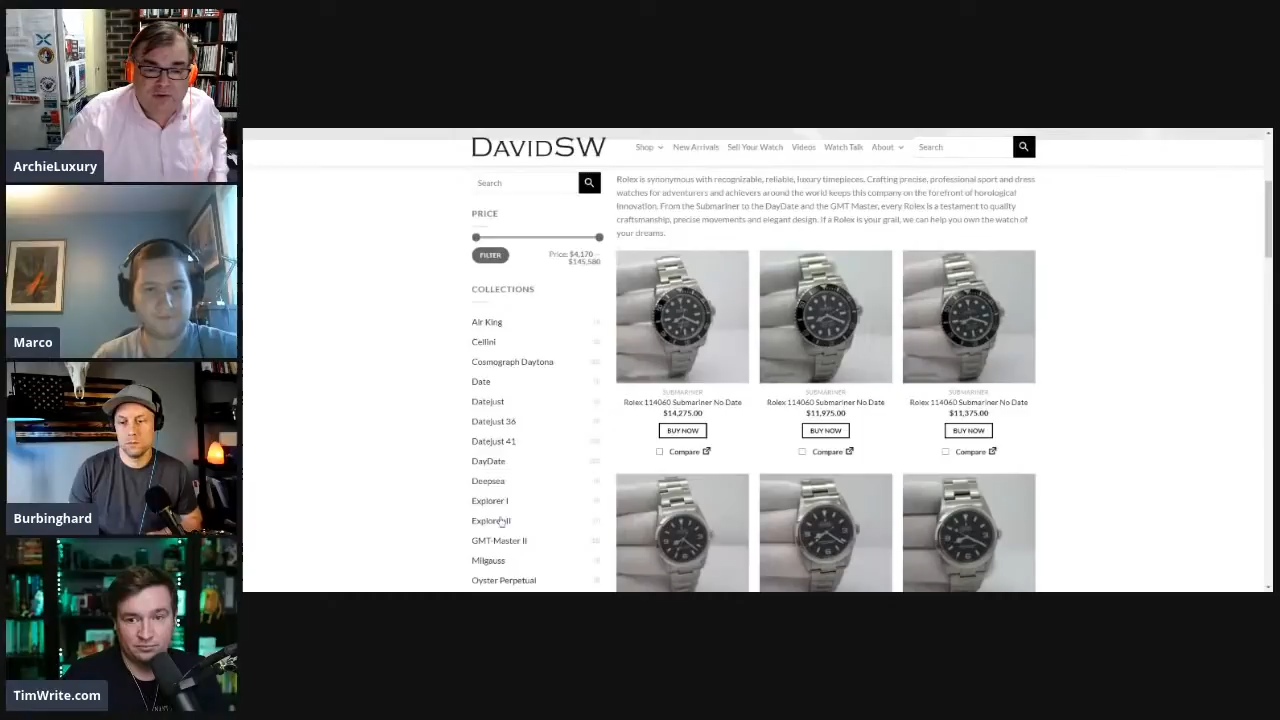 ArchieLuxury
Marco
Burbinghard
TimWrite.com
DAVIDSW
Shop
New Arrivals
Sell Your Watch
Videos
Watch Talk
About
Search
Search
PRICE
FILTER
Price: $4,170 —
$145,580
COLLECTIONS
Air King
Cellini
Cosmograph Daytona
Date
Datejust
Datejust 36
Datejust 41
DayDate
Deepsea
Explorer I
Explorer II
GMT-Master II
Milgauss
Oyster Perpetual
Rolex is synonymous with recognizable, reliable, luxury timepieces. Crafting precise, professional sport and dress
watches for adventurers and achievers around the world keeps this company on the forefront of horological
innovation. From the Submariner to the DayDate and the GMT Master, every Rolex is a testament to quality
craftsmanship, precise movements and elegant design. If a Rolex is your grail, we can help you own the watch of
your dreams.
SUBMARINER
Rolex 114060 Submariner No Date
$14,275.00
BUY NOW
Compare
SUBMARINER
Rolex 114060 Submariner No Date
$11,975.00
BUY NOW
Compare
SUBMARINER
Rolex 114060 Submariner No Date
$11,375.00
BUY NOW
Compare